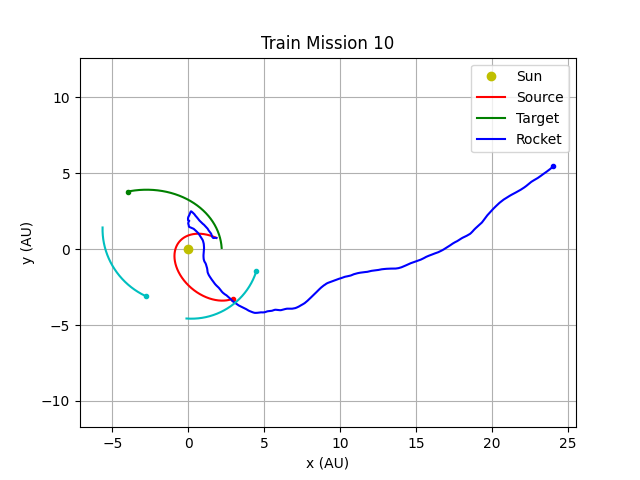 Train Mission 10
Sun
Source
Target
Rocket
10
5
0
−5
−10
y (AU)
−5
0
5
10
15
20
25
x (AU)